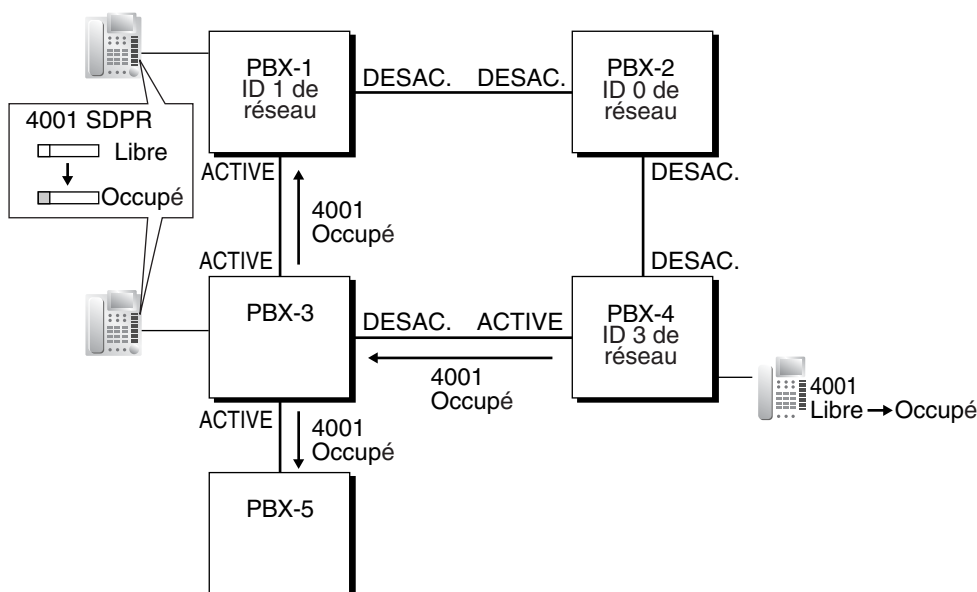 PBX-1
ID 1 de
réseau
DESAC.
DESAC.
PBX-2
ID 0 de
réseau
4001 SDPR
Libre
Occupé
ACTIVE
DESAC.
4001
Occupé
ACTIVE
DESAC.
PBX-3
DESAC.
ACTIVE
PBX-4
ID 3 de
réseau
4001
Occupé
4001
Libre → Occupé
ACTIVE
4001
Occupé
PBX-5